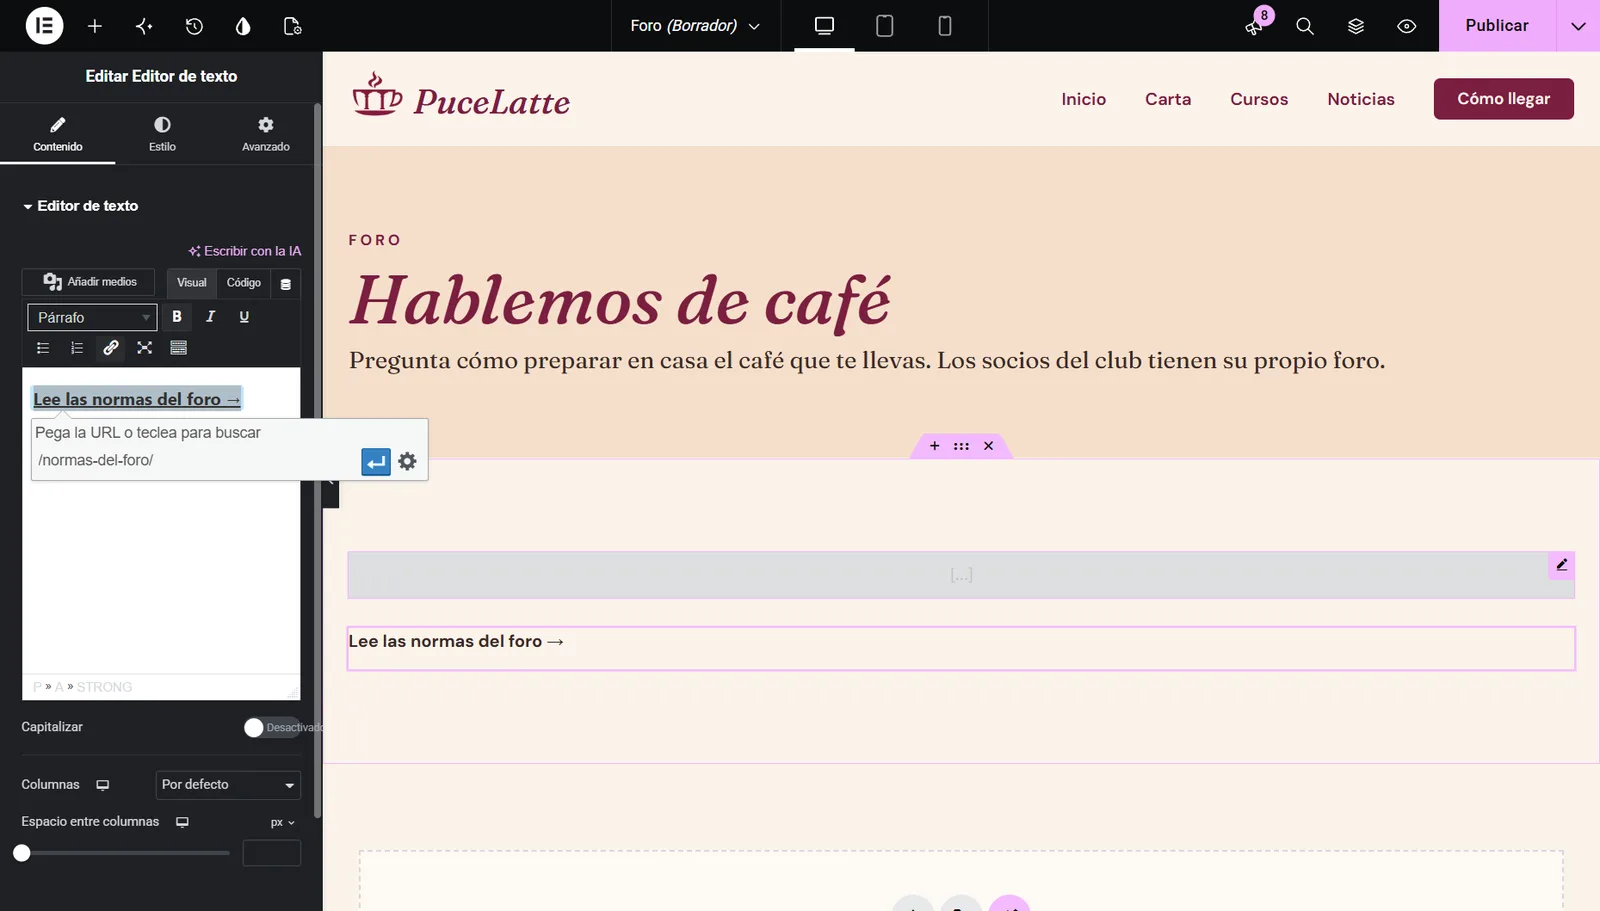 Foro (Borrador)
8
Publicar
Editar Editor de texto
Contenido
Estilo
Avanzado
Editor de texto
Escribir con la IA
Añadir medios
Visual
Código
Párrafo
B
I
U
Lee las normas del foro →
Pega la URL o teclea para buscar
/normas-del-foro/
P » A » STRONG
Capitalizar
Desactivado
Columnas
Por defecto
Espacio entre columnas
px
PuceLatte
Inicio
Carta
Cursos
Noticias
Cómo llegar
FORO
Hablemos de café
Pregunta cómo preparar en casa el café que te llevas. Los socios del club tienen su propio foro.
[...]
Lee las normas del foro →